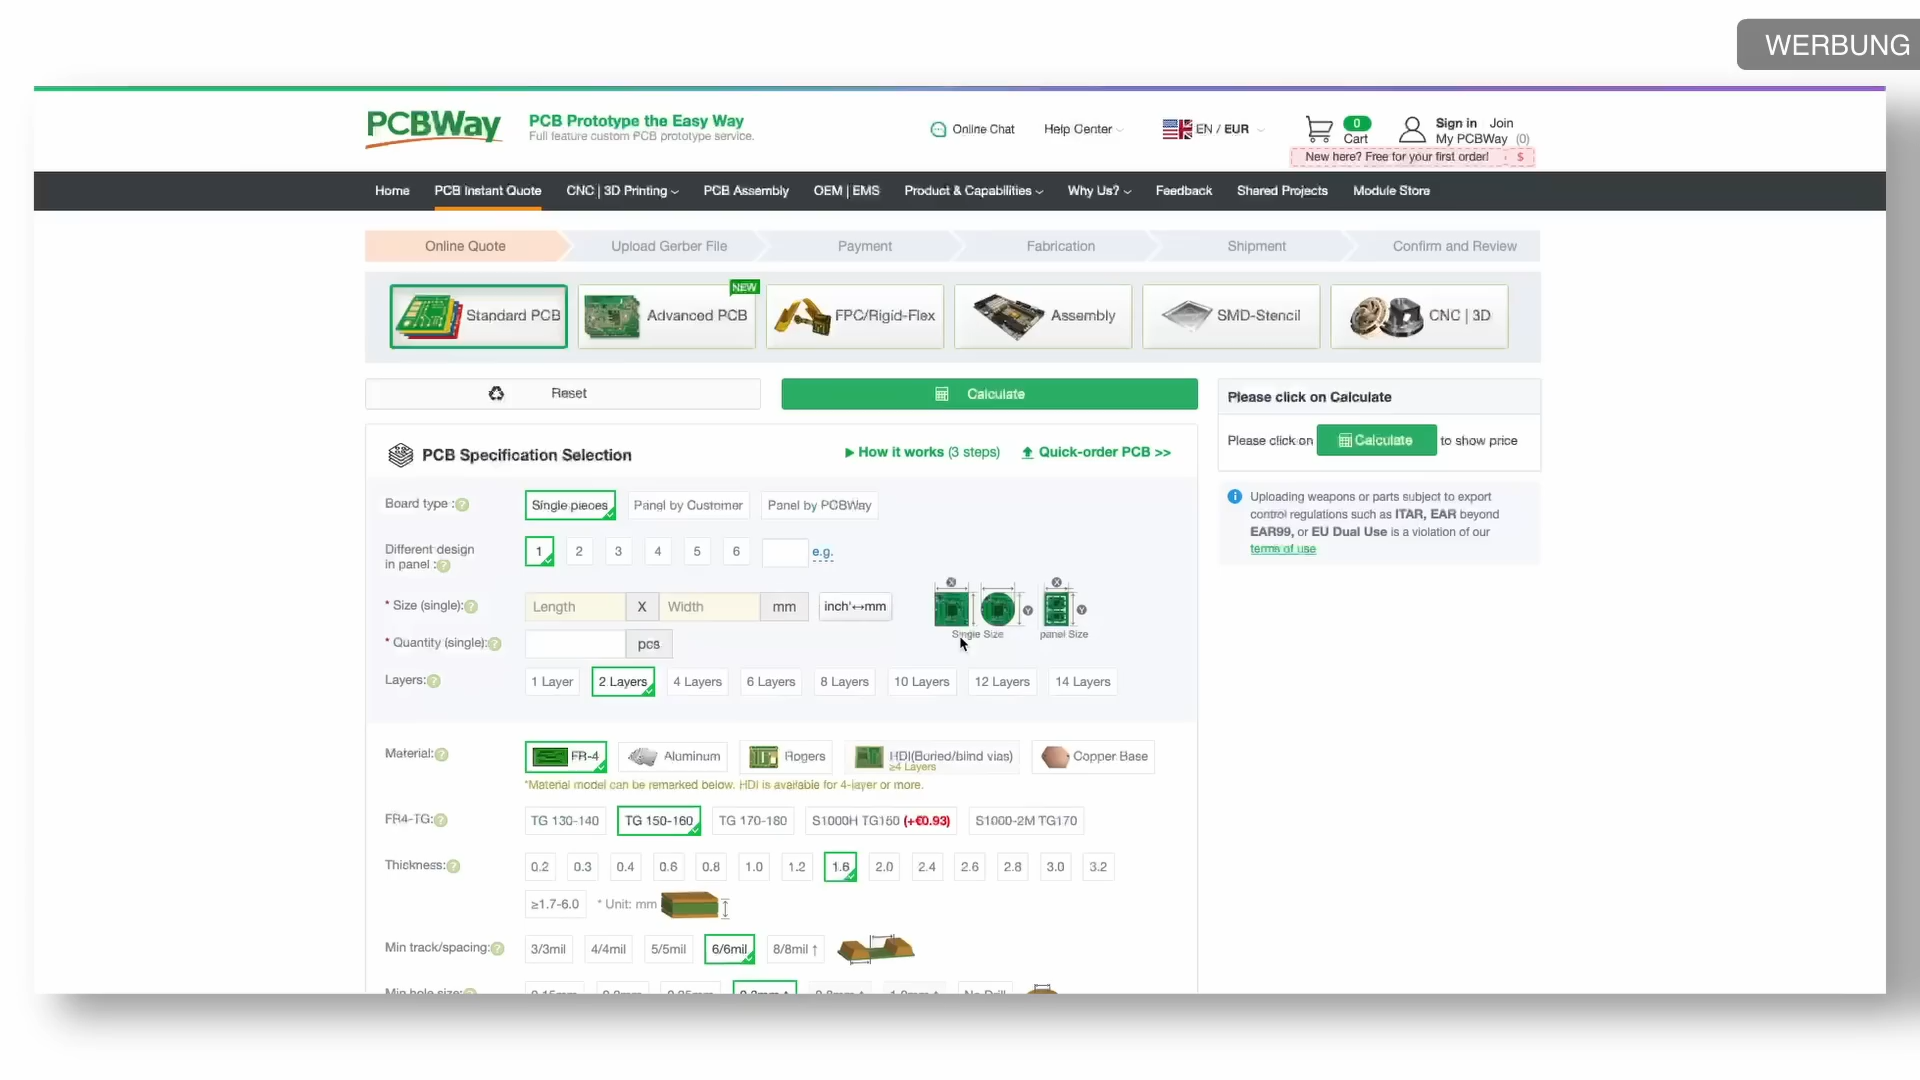 WERBUNG
PCBWay
PCB Prototype the Easy Way
Full feature custom PCB prototype service.
Online Chat
Help Center
EN / EUR
0
Cart
Sign in Join
My PCBWay (0)
New here? Free for your first order! $
Home
PCB Instant Quote
CNC | 3D Printing
PCB Assembly
OEM | EMS
Product & Capabilities
Why Us?
Feedback
Shared Projects
Module Store
Online Quote
Upload Gerber File
Payment
Fabrication
Shipment
Confirm and Review
Standard PCB
NEW
Advanced PCB
FPC/Rigid-Flex
Assembly
SMD-Stencil
CNC | 3D
Reset
Calculate
Please click on Calculate
Please click on Calculate to show price
PCB Specification Selection
How it works (3 steps)
Quick-order PCB >>
Uploading weapons or parts subject to export
control regulations such as ITAR, EAR beyond
EAR99, or EU Dual Use is a violation of our
terms of use
Board type :
Single pieces
Panel by Customer
Panel by PCBWay
Different design
in panel :
1 2 3 4 5 6 e.g.
* Size (single):
Length X Width mm
inch↔mm
X X
Y Y
Single Size
panel Size
* Quantity (single):
pcs
Layers:
1 Layer
2 Layers
4 Layers
6 Layers
8 Layers
10 Layers
12 Layers
14 Layers
Material:
FR-4
Aluminum
Rogers
HDI(Buried/blind vias)
≥4 Layers
Copper Base
*Material model can be remarked below. HDI is available for 4-layer or more.
FR4-TG:
TG 130-140
TG 150-160
TG 170-180
S1000H TG150 (+€0.93)
S1000-2M TG170
Thickness:
0.2 0.3 0.4 0.6 0.8 1.0 1.2 1.6 2.0 2.4 2.6 2.8 3.0 3.2
≥1.7-6.0
* Unit: mm
Min track/spacing:
3/3mil
4/4mil
5/5mil
6/6mil
8/8mil ↑
Min hole size:
No Drill